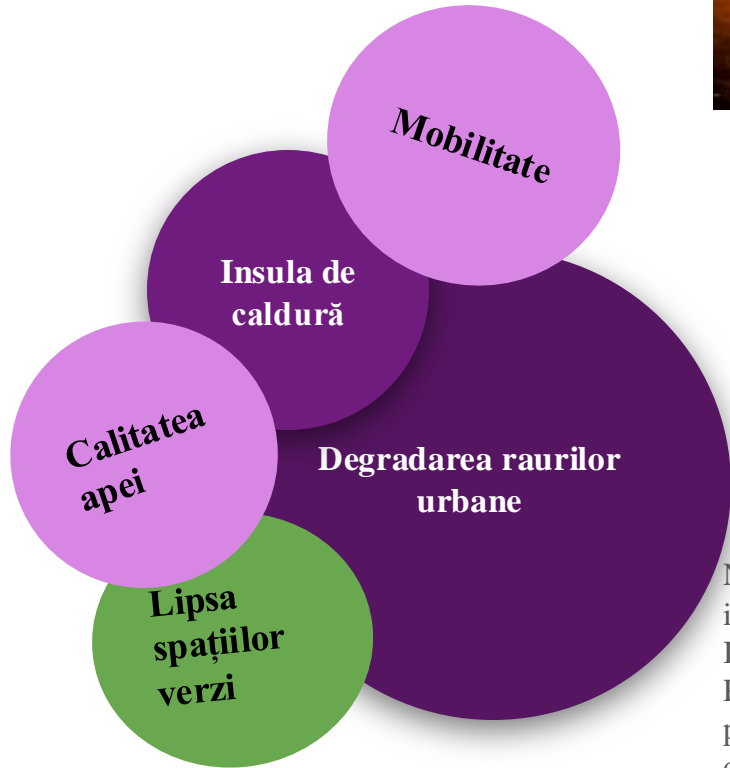 Mobilitate
Insula de
caldură
Calitatea
apei
Degradarea raurilor
urbane
Lipsa
spațiilor
verzi